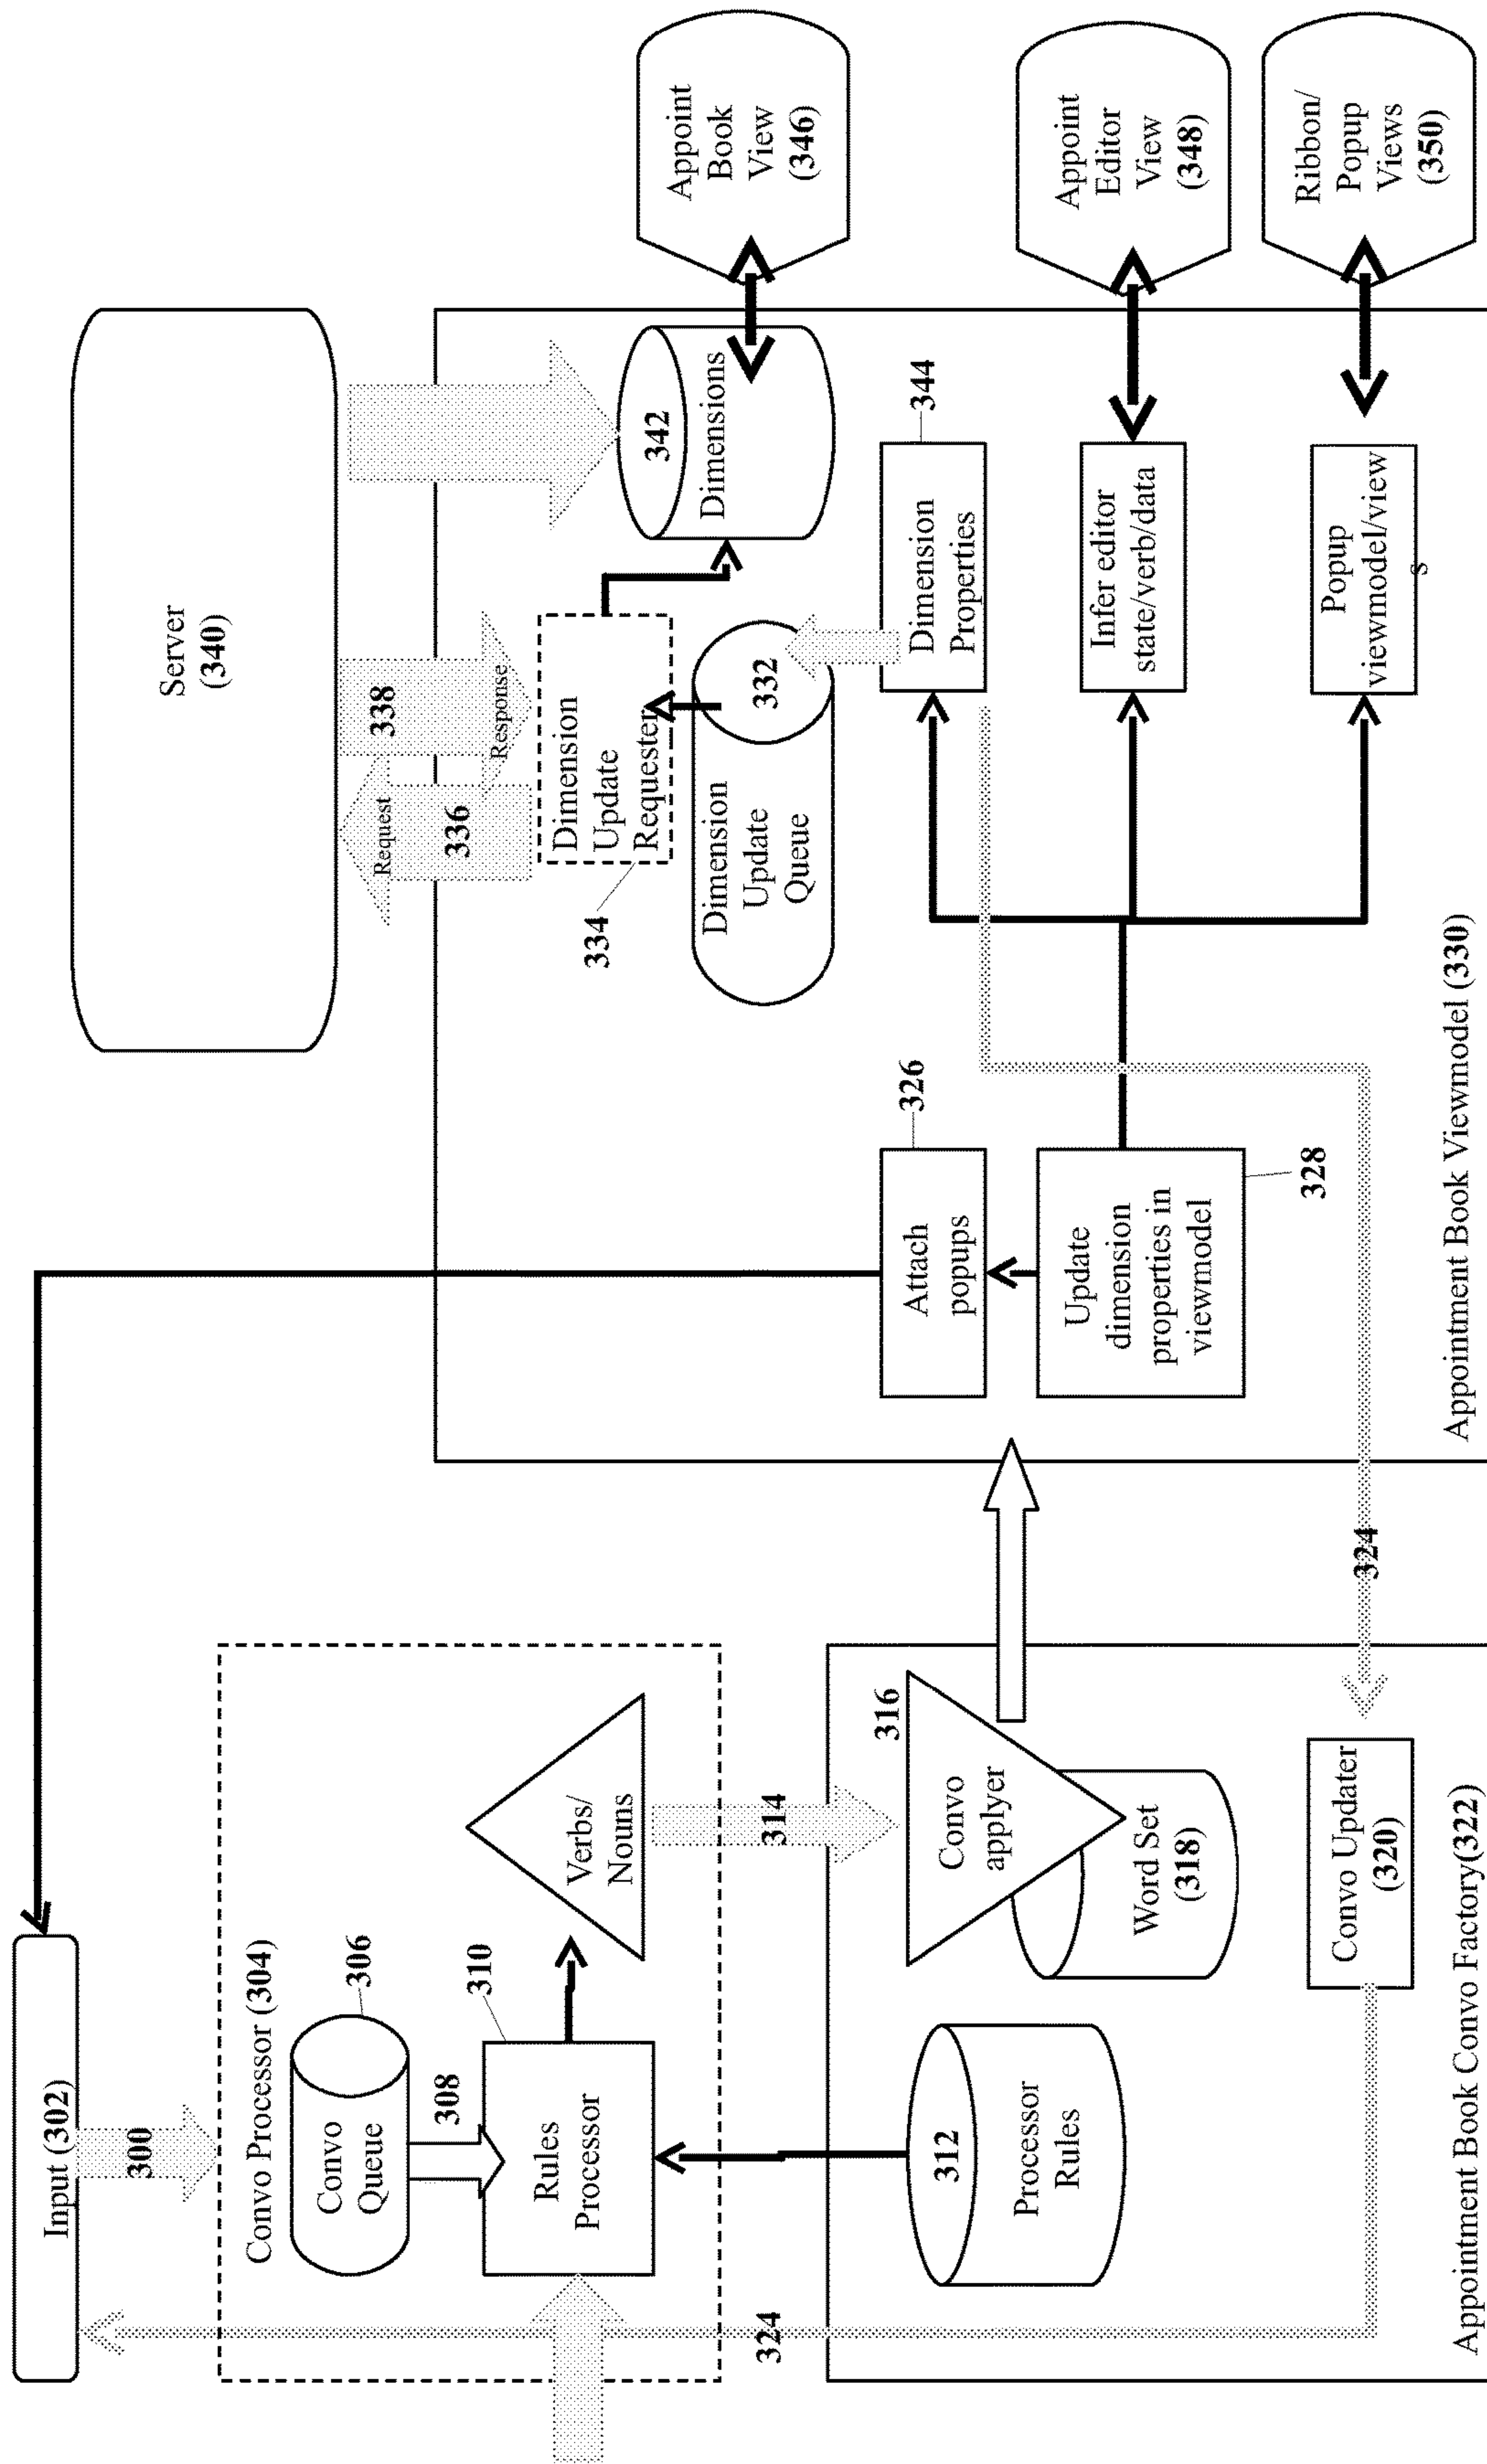 Input (302)
300
Convo Processor (304)
Convo
Queue
306
308
Rules
Processor
310
Verbs/
Nouns
324
314
312
Processor
Rules
316
Convo
applyer
Word Set
(318)
Convo Updater
(320)
Appointment Book Convo Factory(322)
324
Server
(340)
Request
336
338
Response
Dimension
Update
Requester
334
Dimension
Update
Queue
332
342
Dimensions
Attach
popups
326
Update
dimension
properties in
viewmodel
328
Dimension
Properties
344
Infer editor
state/verb/data
Popup
viewmodel/view
s
Appointment Book Viewmodel (330)
Appoint
Book
View
(346)
Appoint
Editor
View
(348)
Ribbon/
Popup
Views
(350)